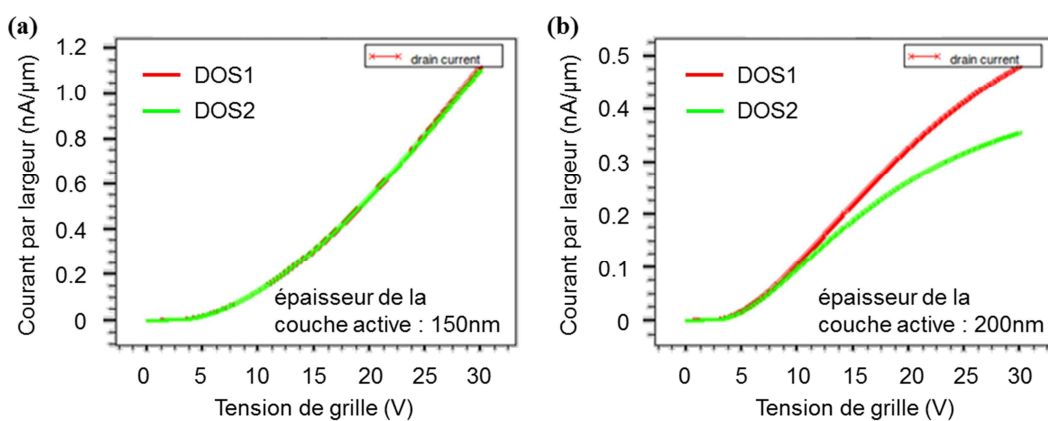 (a)
Courant par largeur (nA/µm)
1.2
1.0
0.8
0.6
0.4
0.2
0
drain current
DOS1
DOS2
épaisseur de la
couche active : 150nm
0 5 10 15 20 25 30
Tension de grille (V)
(b)
Courant par largeur (nA/µm)
0.5
0.4
0.3
0.2
0.1
0
drain current
DOS1
DOS2
épaisseur de la
couche active : 200nm
0 5 10 15 20 25 30
Tension de grille (V)